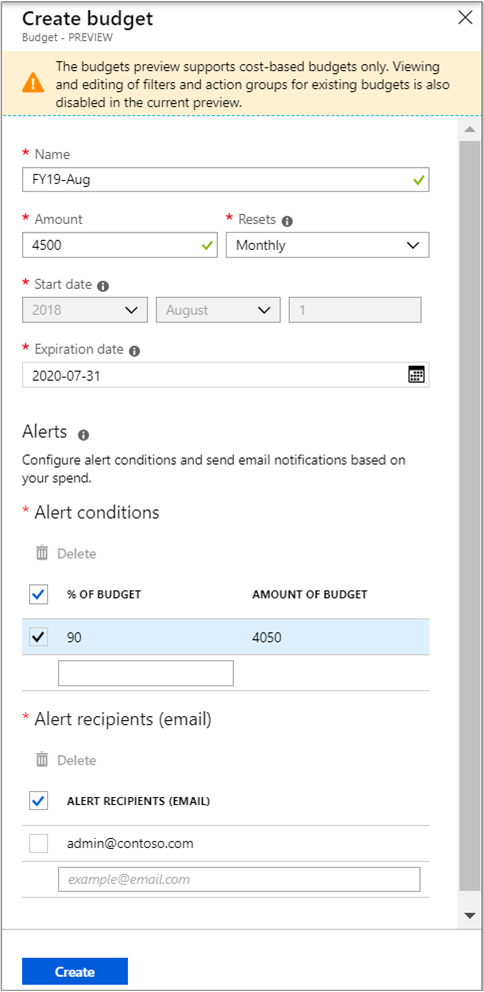 Create budget
Budget - PREVIEW
The budgets preview supports cost-based budgets only. Viewing
and editing of filters and action groups for existing budgets is also
disabled in the current preview.
* Name
FY19-Aug
* Amount
* Resets
4500
Monthly
* Start date
2018
August
1
* Expiration date
2020-07-31
Alerts
Configure alert conditions and send email notifications based on
your spend.
* Alert conditions
Delete
% OF BUDGET
AMOUNT OF BUDGET
90
4050
* Alert recipients (email)
Delete
ALERT RECIPIENTS (EMAIL)
admin@contoso.com
example@email.com
Create